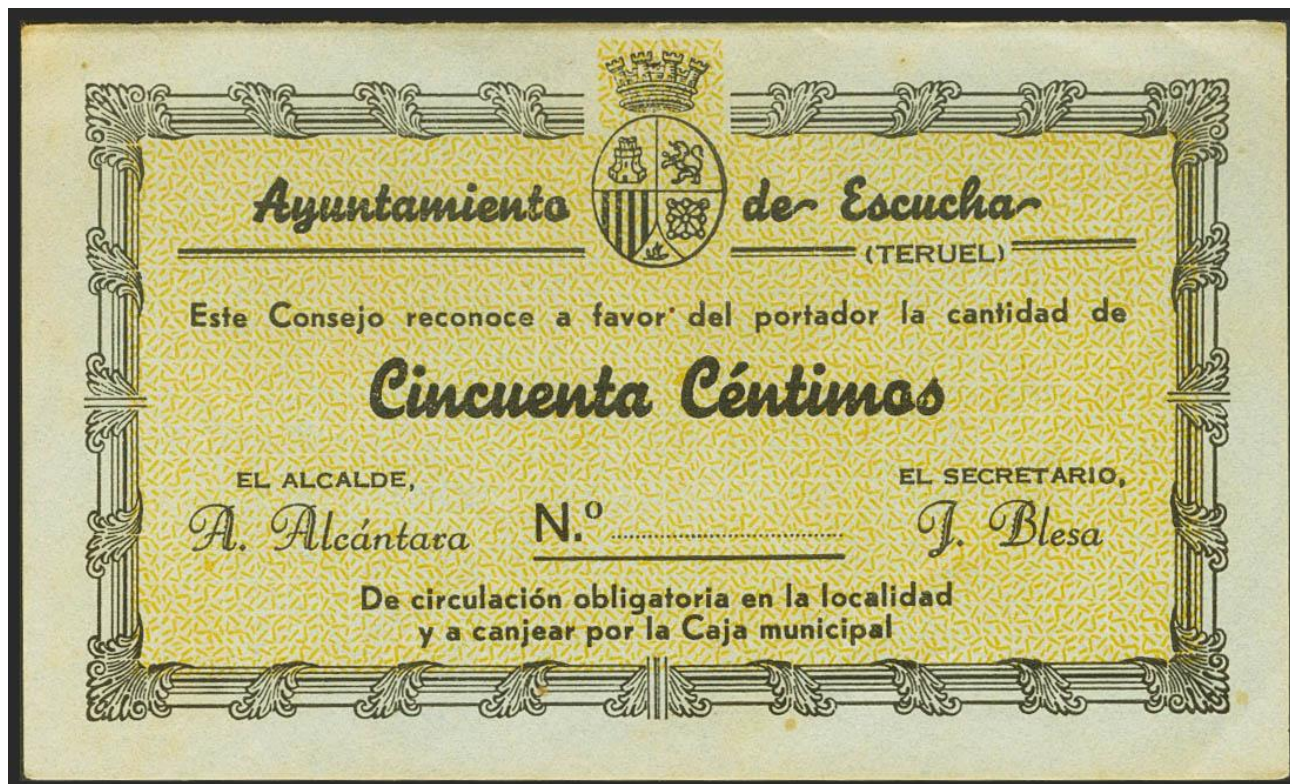 Ayuntamiento de Escucha
(TERUEL)
Este Consejo reconoce a favor del portador la cantidad de
Cincuenta Céntimos
EL ALCALDE,
A. Alcántara
N.º ............................
EL SECRETARIO,
J. Blesa
De circulación obligatoria en la localidad
y a canjear por la Caja municipal